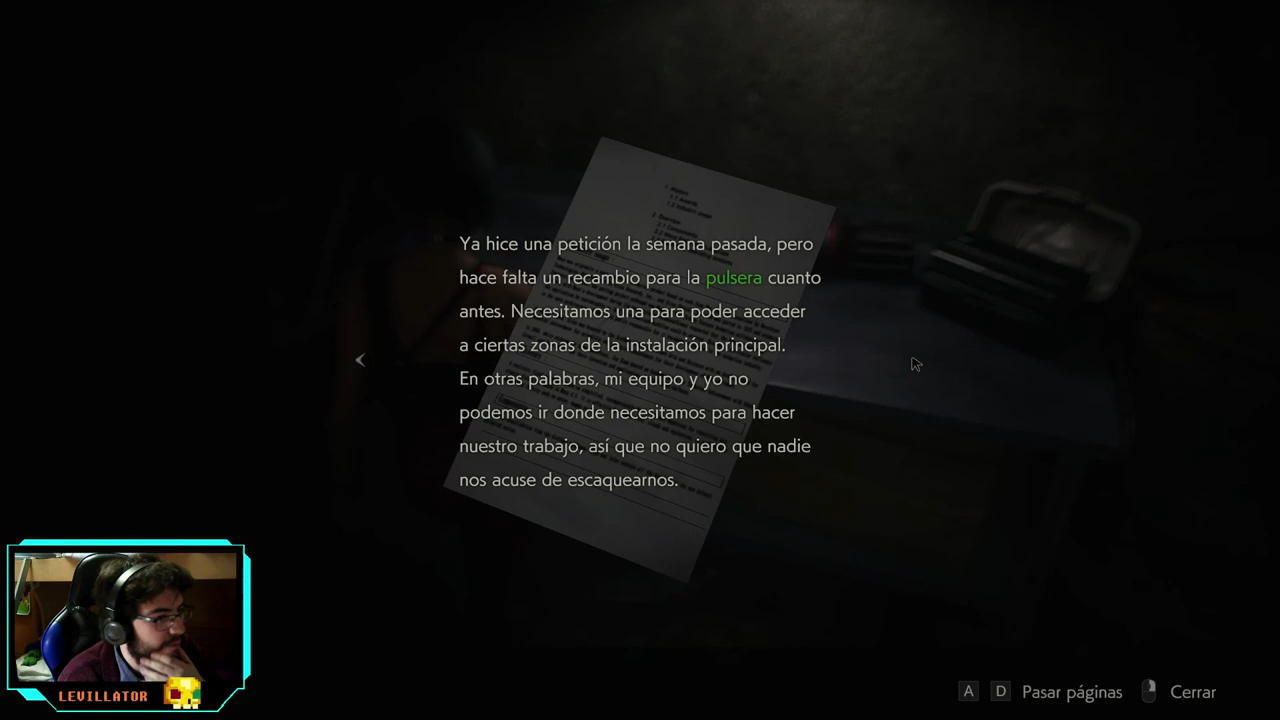 Ya hice una petición la semana pasada, pero
hace falta un recambio para la pulsera cuanto
antes. Necesitamos una para poder acceder
a ciertas zonas de la instalación principal.
En otras palabras, mi equipo y yo no
podemos ir donde necesitamos para hacer
nuestro trabajo, así que no quiero que nadie
nos acuse de escaquearnos.
LEVILLATOR
A D Pasar páginas Cerrar